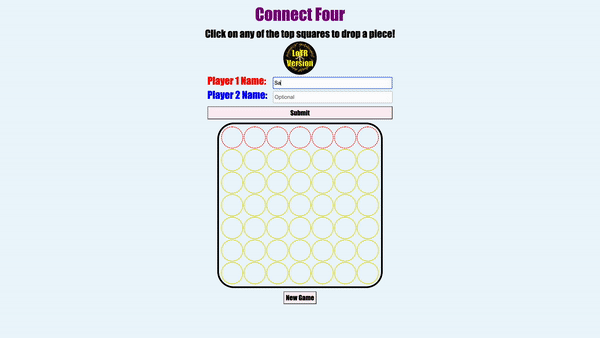 Connect Four
Click on any of the top squares to drop a piece!
LoTR
Version
Player 1 Name: Sa
Player 2 Name: Optional
Submit
New Game